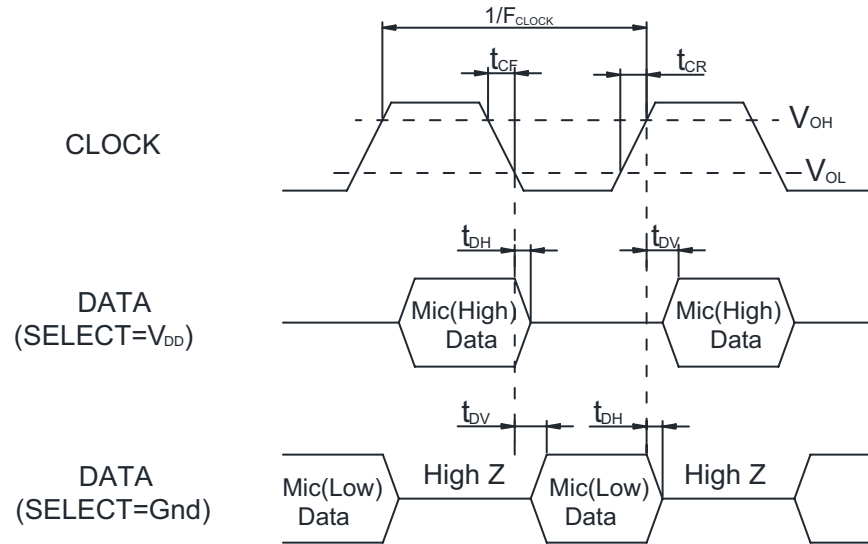 1/FCLOCK
tCF
tCR
VOH
CLOCK
VOL
tDH
tDV
DATA
(SELECT=VDD)
Mic(High)
Data
Mic(High)
Data
tDV
tDH
DATA
(SELECT=Gnd)
Mic(Low)
Data
High Z
Mic(Low)
Data
High Z